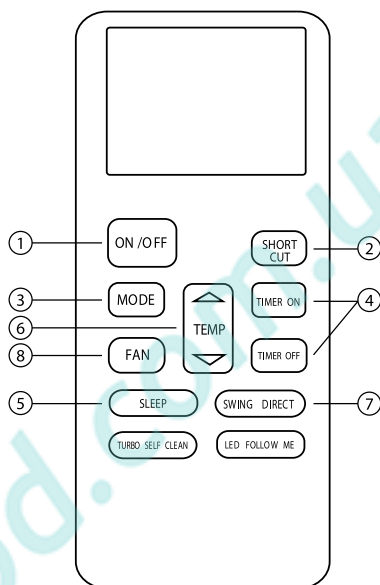 1
ON /OFF
SHORT
CUT
2
3
MODE
TIMER ON
4
6
TEMP
8
FAN
TIMER OFF
5
SLEEP
SWING DIRECT
7
TURBO SELF CLEAN
LED FOLLOW ME